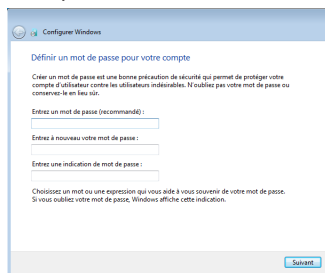 Configurer Windows
Définir un mot de passe pour votre compte
Créer un mot de passe est une bonne précaution de sécurité qui permet de protéger votre
compte d'utilisateur contre les utilisateurs indésirables. N'oubliez pas votre mot de passe ou
conservez-le en lieu sûr.
Entrez un mot de passe (recommandé) :
Entrez à nouveau votre mot de passe :
Entrez une indication de mot de passe :
Choisissez un mot ou une expression qui vous aide à vous souvenir de votre mot de passe.
Si vous oubliez votre mot de passe, Windows affiche cette indication.
Suivant